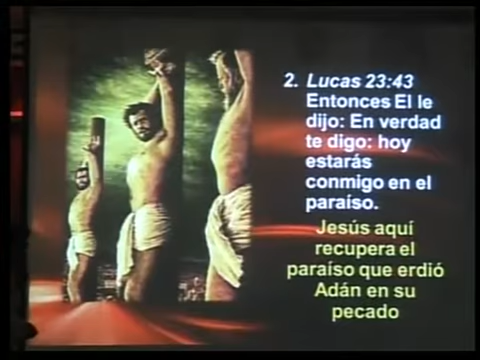 2. Lucas 23:43
Entonces El le
dijo: En verdad
te digo: hoy
estarás
conmigo en el
paraíso.
Jesús aquí
recupera el
paraíso que erdió
Adán en su
pecado